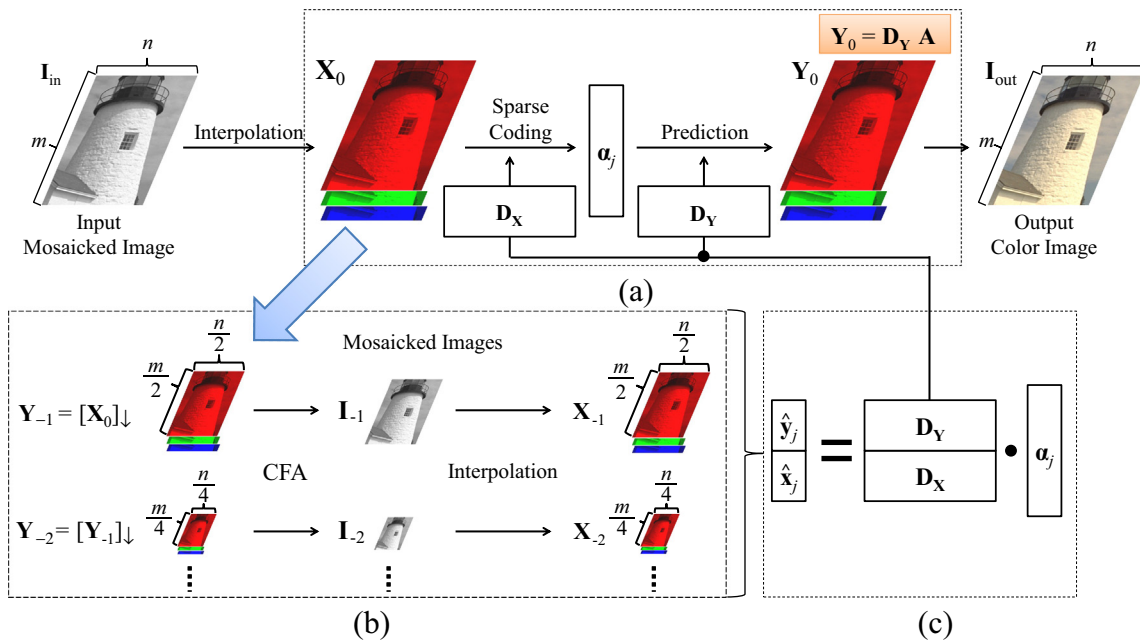 n
I_in
m
Input
Mosaicked Image
Interpolation
X_0
Sparse
Coding
D_X
α_j
Prediction
D_Y
Y_0 = D_Y A
Y_0
I_out
n
m
Output
Color Image
(a)
Mosaicked Images
n/2
m/2
Y_−1 = [X_0]↓
I_-1
n/2
m/2
X_-1
CFA
Interpolation
n/4
m/4
Y_−2 = [Y_-1]↓
I_-2
n/4
m/4
X_-2
(b)
ŷ_j
x̂_j
=
D_Y
D_X
•
α_j
(c)